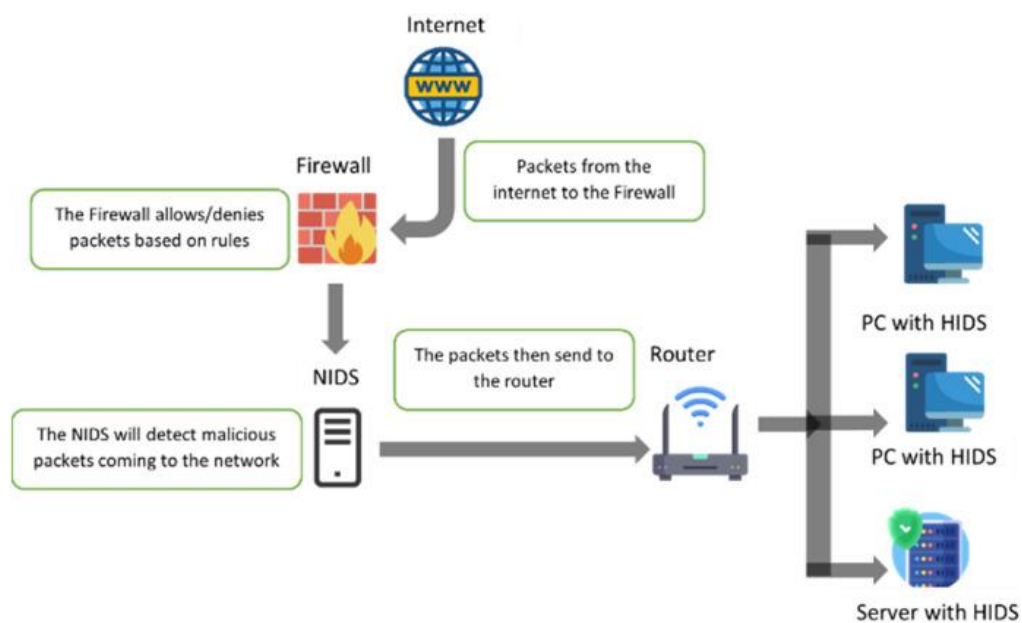 Internet
WWW
Packets from the
internet to the Firewall
Firewall
The Firewall allows/denies
packets based on rules
NIDS
The NIDS will detect malicious
packets coming to the network
The packets then send to
the router
Router
PC with HIDS
PC with HIDS
Server with HIDS